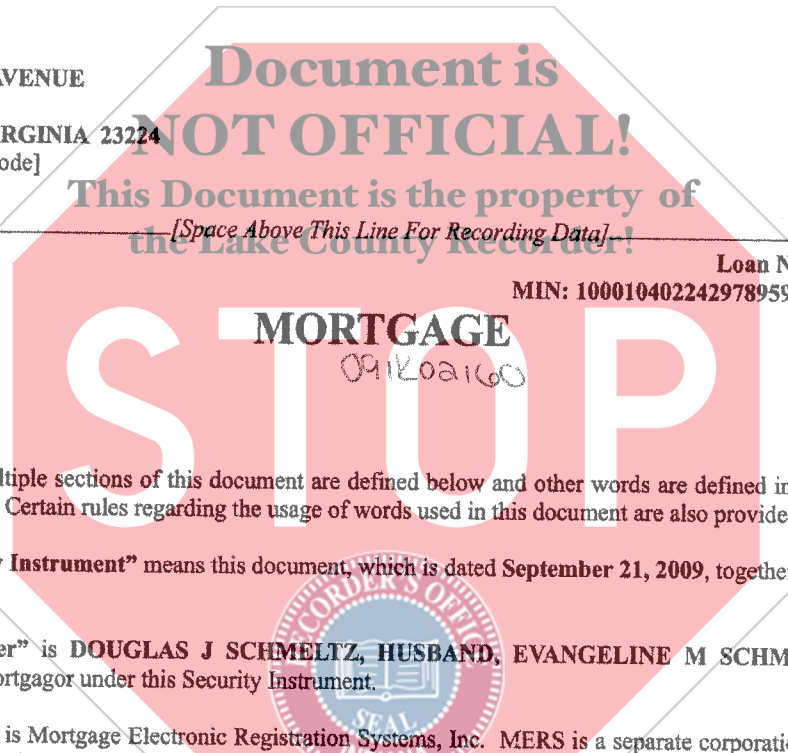 Document is
AVENUE
NOT OFFICIAL!
RGINIA 23224
ode]
This Document is the property of
[Space Above This Line For Recording Data]
the Lake County Recorder!
Loan N
MIN: 100010402242978959
MORTGAGE
091K02160
STOP
ltiple sections of this document are defined below and other words are defined in
Certain rules regarding the usage of words used in this document are also provide
Instrument” means this document, which is dated September 21, 2009, together
er” is DOUGLAS J SCHMELTZ, HUSBAND, EVANGELINE M SCHM
ortgagor under this Security Instrument.
is Mortgage Electronic Registration Systems, Inc. MERS is a separate corporati
RECORDER'S OFFICE
SEAL